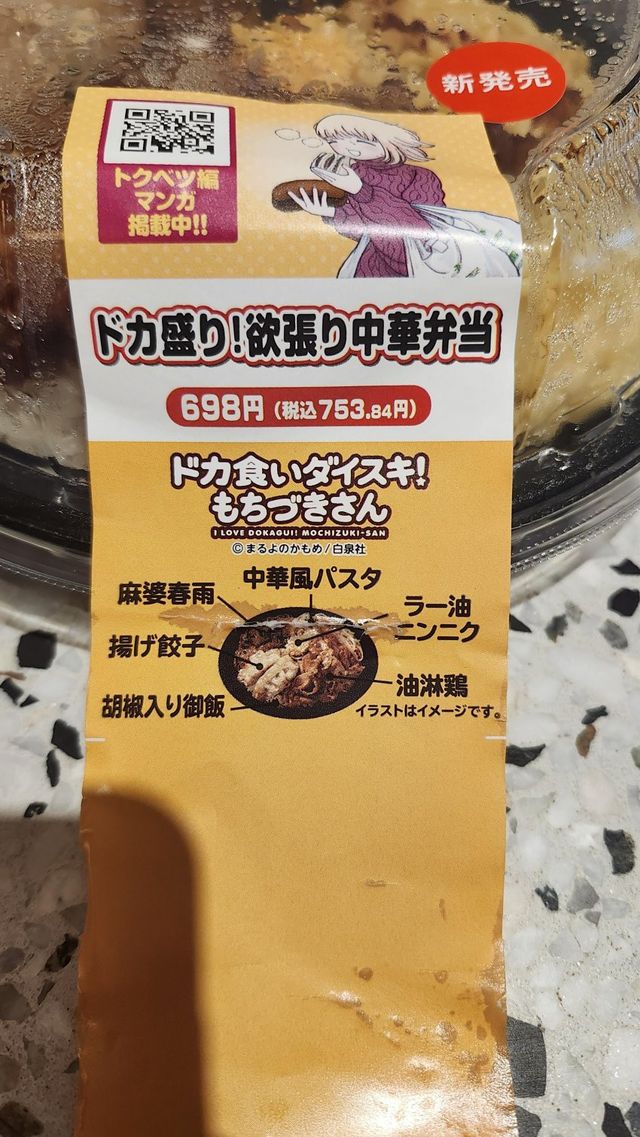 新発売
トクベツ編
マンガ
掲載中!!
ドカ盛り!欲張り中華弁当
698円(税込753.84円)
ドカ食いダイスキ!
もちづきさん
I LOVE DOKAGUI! MOCHIZUKI-SAN
©まるよのかもめ/白泉社
中華風パスタ
麻婆春雨
ラー油
ニンニク
揚げ餃子
油淋鶏
胡椒入り御飯
イラストはイメージです。